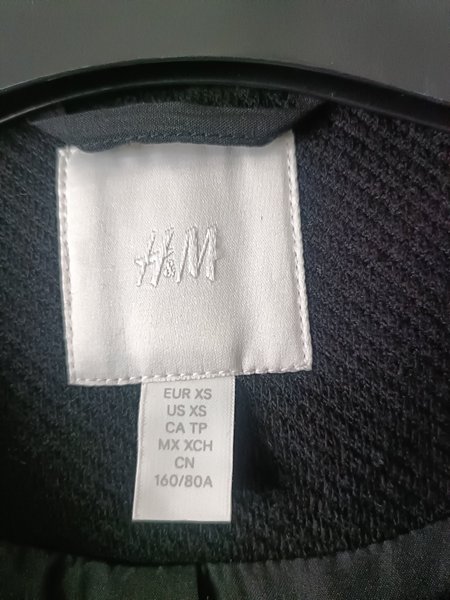 H&M
EUR XS
US XS
CA TP
MX XCH
CN
160/80A